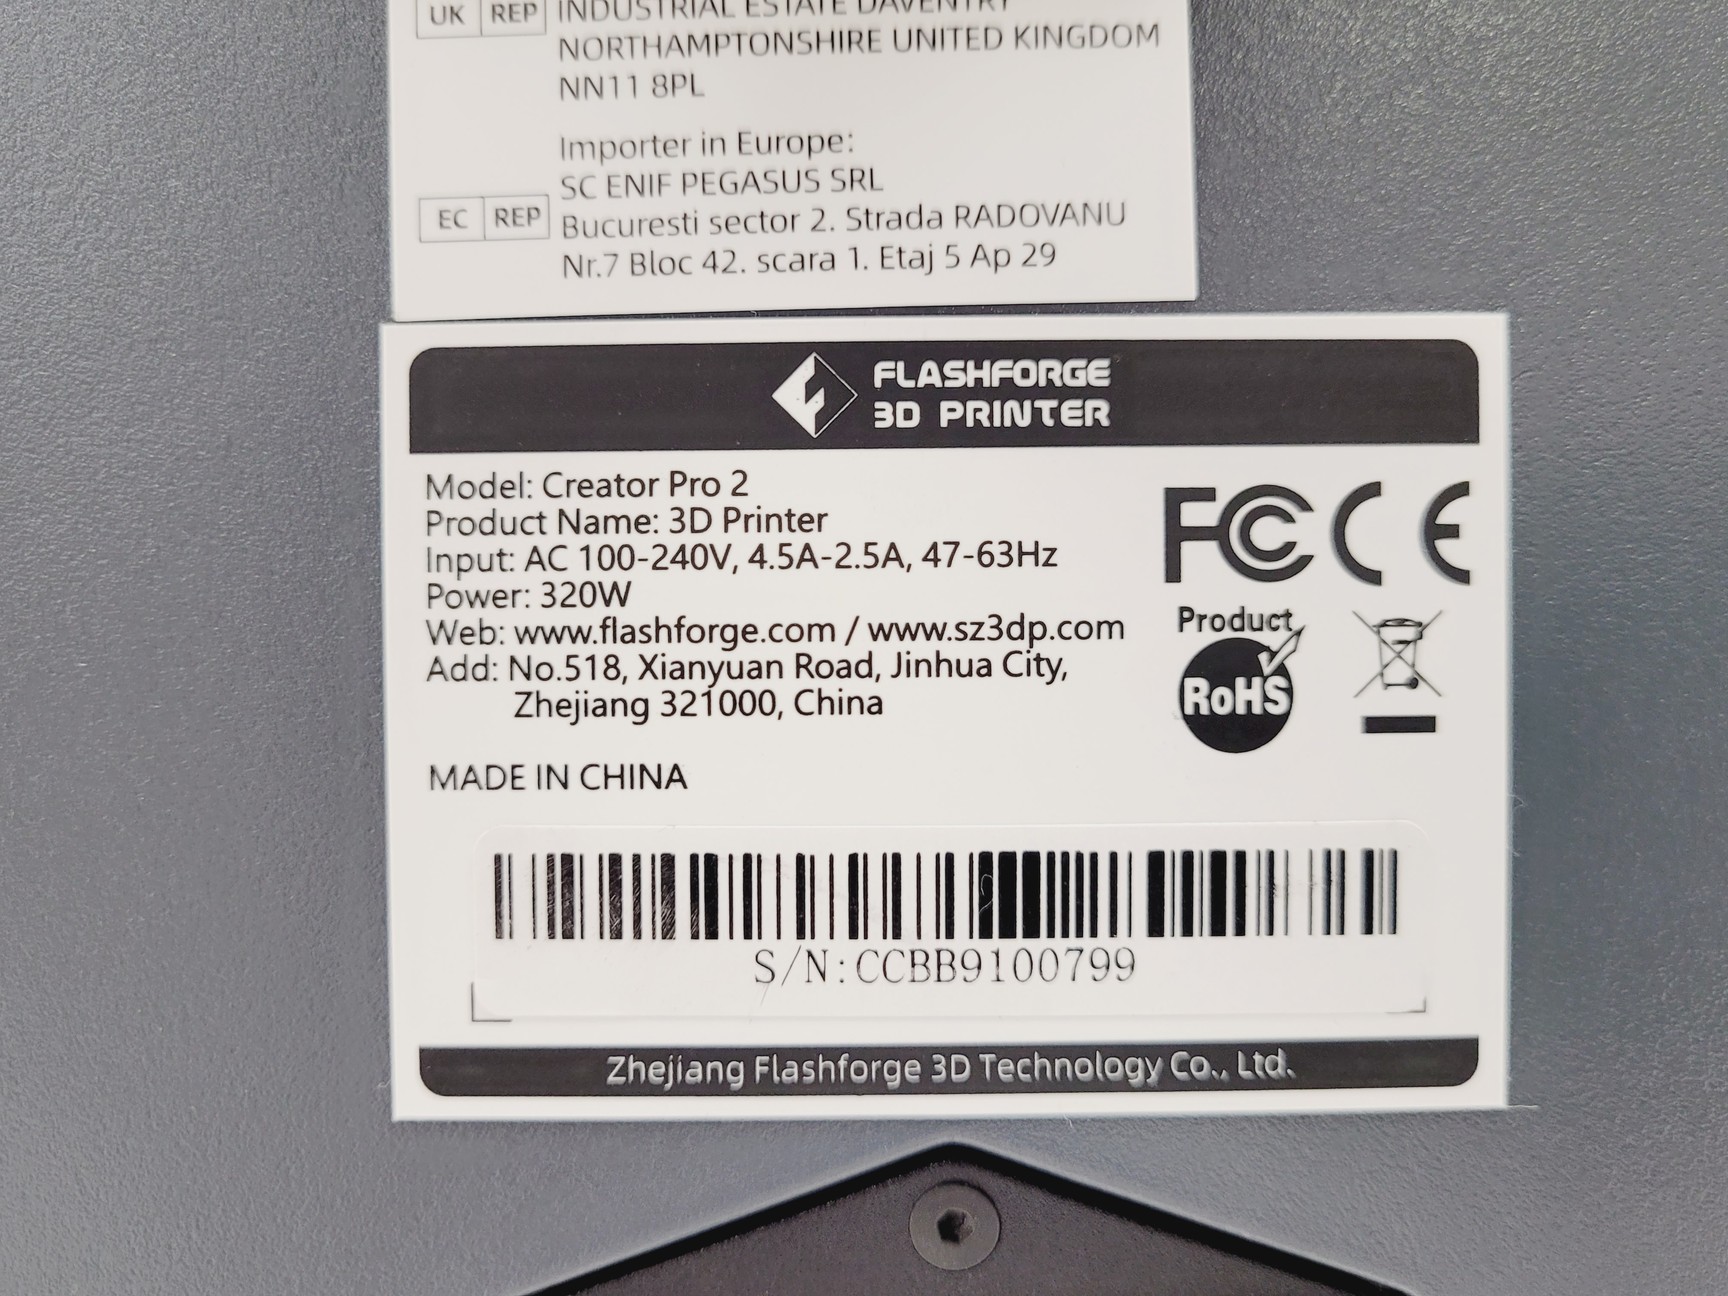 UK REP INDUSTRIAL ESTATE DAVENTRY
NORTHAMPTONSHIRE UNITED KINGDOM
NN11 8PL
Importer in Europe:
SC ENIF PEGASUS SRL
EC REP Bucuresti sector 2. Strada RADOVANU
Nr.7 Bloc 42. scara 1. Etaj 5 Ap 29
FLASHFORGE
3D PRINTER
Model: Creator Pro 2
Product Name: 3D Printer
Input: AC 100-240V, 4.5A-2.5A, 47-63Hz
Power: 320W
Web: www.flashforge.com / www.sz3dp.com
Add: No.518, Xianyuan Road, Jinhua City,
Zhejiang 321000, China
FC CE
Product
RoHS
MADE IN CHINA
S/N:CCBB9100799
Zhejiang Flashforge 3D Technology Co., Ltd.